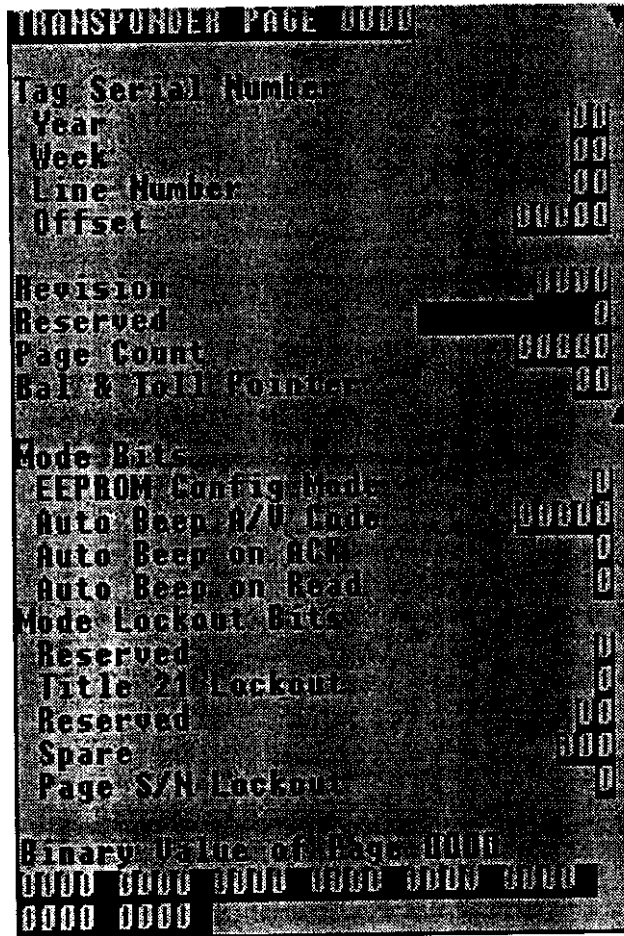 TRANSPONDER PAGE 0000
Tag Serial Number
Year 00
Week 00
Line Number 00
Offset 00000
Revision 0000
Reserved 0
Page Count 00000
Bal & Toll Pointer 00
Mode Bits
EEPROM Config Mode 0
Auto Beep A/V Code 00000
Auto Beep on ACK 0
Auto Beep on Read 0
Mode Lockout Bits
Reserved 0
Title 21 Lockout 0
Reserved 00
Spare 000
Page S/N Lockout 0
Binary Value of Page 0000
0000 0000 0000 0000 0000 0000
0000 0000